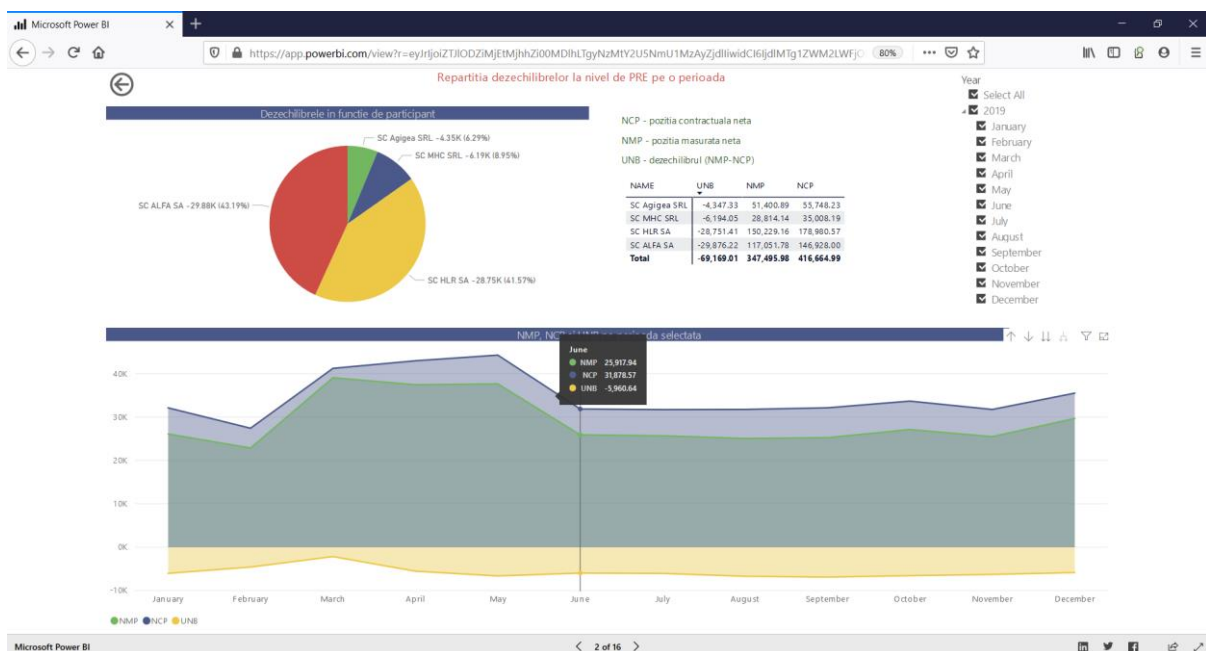 Microsoft Power BI
80%
Repartitia dezechilibrelor la nivel de PRE pe o perioada
Dezechilibrele in functie de participant
SC Agigea SRL -4.35K (6.29%)
SC MHC SRL -6.19K (8.95%)
SC ALFA SA -29.88K (43.19%)
SC HLR SA -28.75K (41.57%)
NCP - pozitia contractuala neta
NMP - pozitia masurata neta
UNB - dezechilibrul (NMP-NCP)
NAME UNB NMP NCP
SC Agigea SRL -4,347.33 51,400.89 55,748.23
SC MHC SRL -6,194.05 28,814.14 35,008.19
SC HLR SA -28,751.41 150,229.16 178,980.57
SC ALFA SA -29,876.22 117,051.78 146,928.00
Total -69,169.01 347,495.98 416,664.99
Year
Select All
2019
January
February
March
April
May
June
July
August
September
October
November
December
NMP, NC selectata
June
NMP 25,917.94
NCP 31,878.57
UNB -5,960.64
40K
30K
20K
10K
0K
-10K
January February March April May June July August September October November December
NMP NCP UNB
Microsoft Power BI
2 of 16